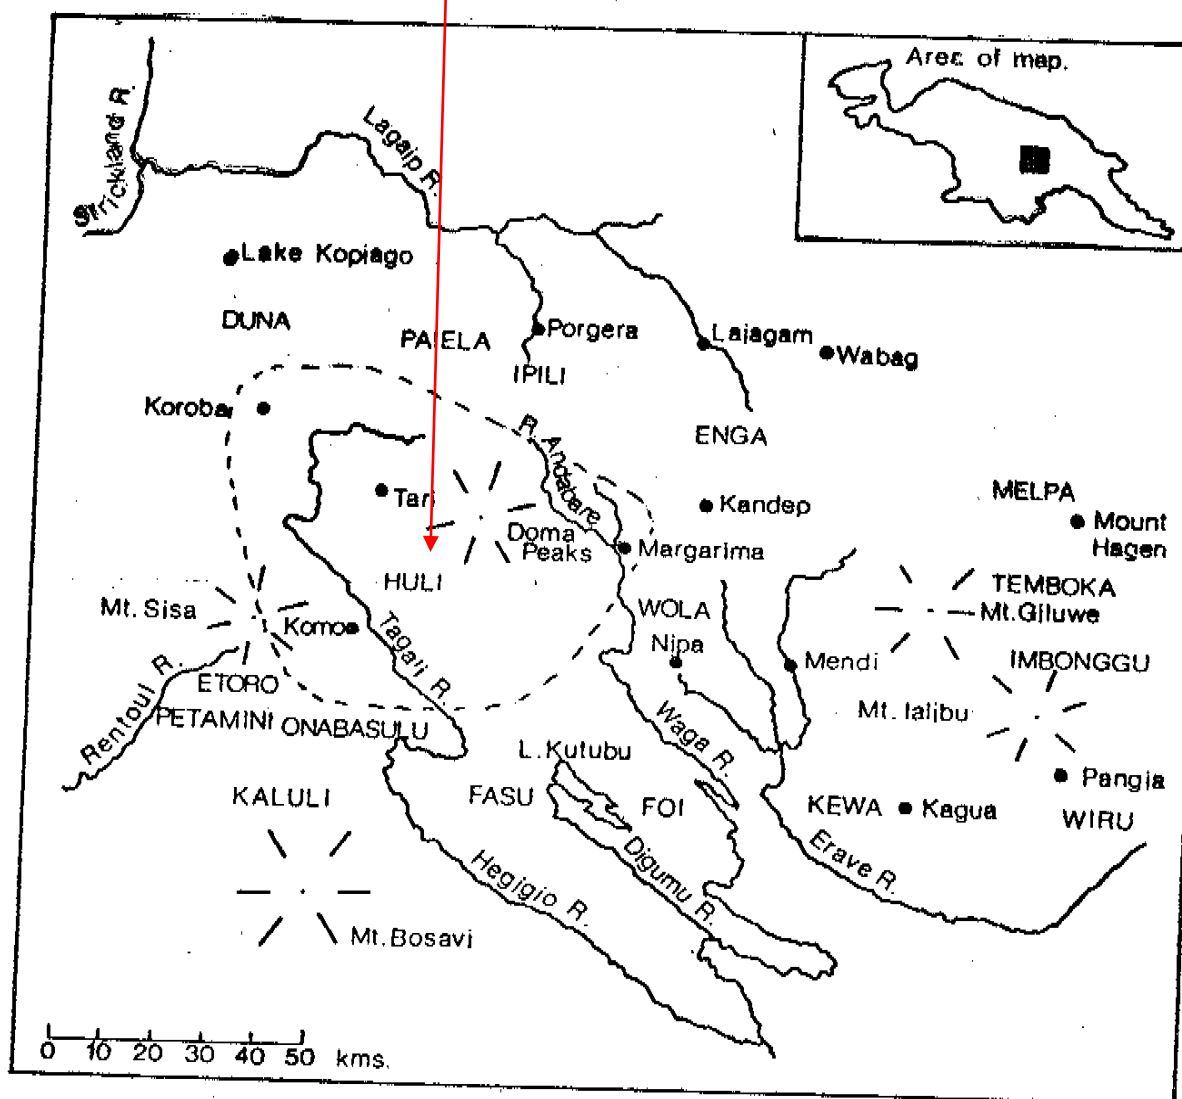 Area of map.
Strickland R.
Lagaip R.
Lake Kopiago
DUNA
PAIELA
Porgera
IPILI
Laiagam
Wabag
Koroba
R. Andabare
ENGA
Tari
Kandep
MELPA
Mount
Hagen
Doma
Peaks
Margarima
HULI
TEMBOKA
Mt. Sisa
Komo
Tagali R.
WOLA
Mt.Giluwe
Nipa
Mendi
IMBONGGU
Rentoul R.
ETORO
PETAMINI
ONABASULU
Waga R.
Mt. Ialibu
L.Kutubu
Pangia
KALULI
FASU
FOI
KEWA
Kagua
WIRU
Digumu R.
Erave R.
Hegigio R.
Mt.Bosavi
0 10 20 30 40 50 kms.